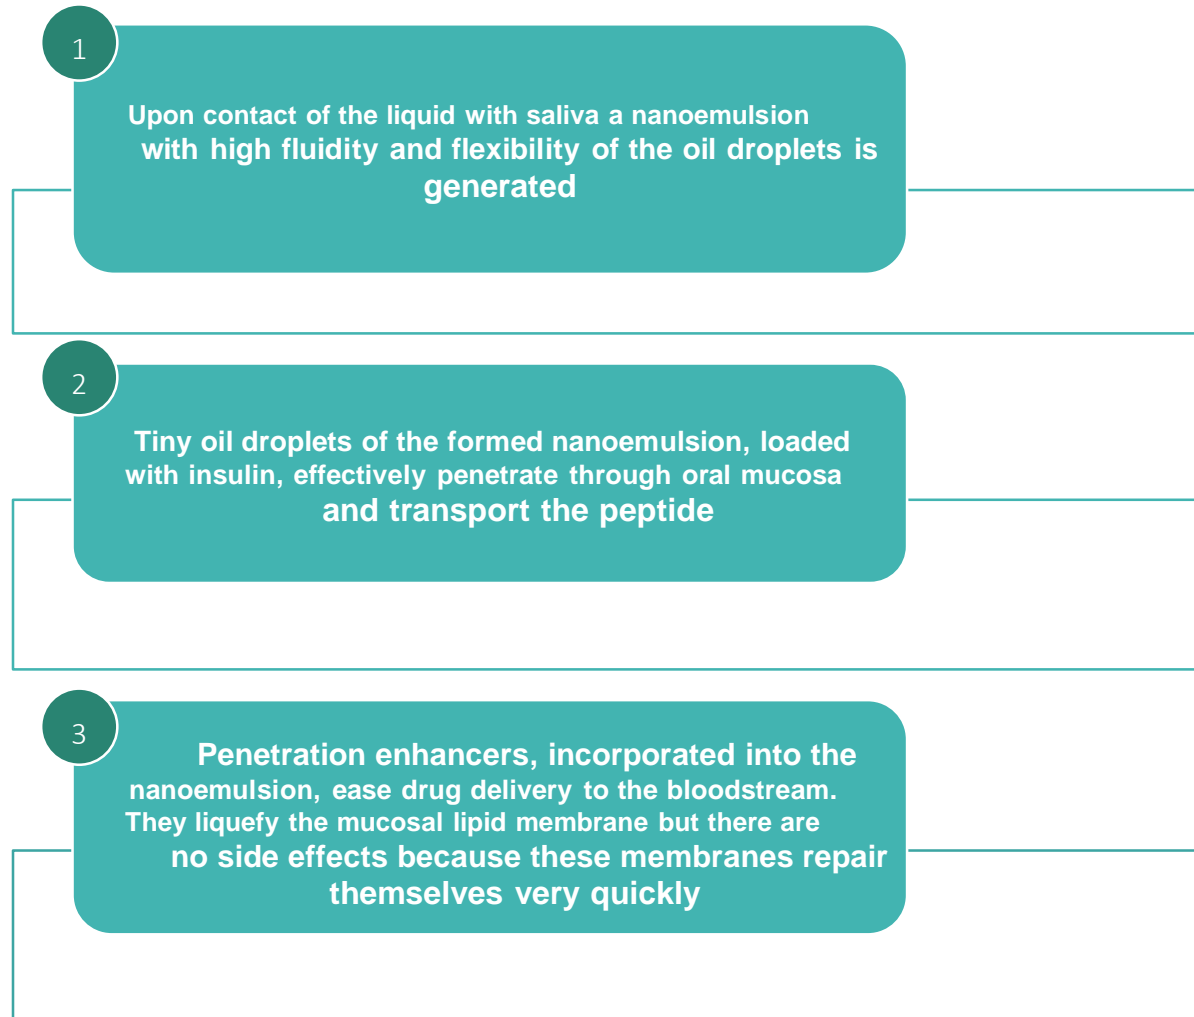 1
Upon contact of the liquid with saliva a nanoemulsion
with high fluidity and flexibility of the oil droplets is
generated
2
Tiny oil droplets of the formed nanoemulsion, loaded
with insulin, effectively penetrate through oral mucosa
and transport the peptide
3
Penetration enhancers, incorporated into the
nanoemulsion, ease drug delivery to the bloodstream.
They liquefy the mucosal lipid membrane but there are
no side effects because these membranes repair
themselves very quickly